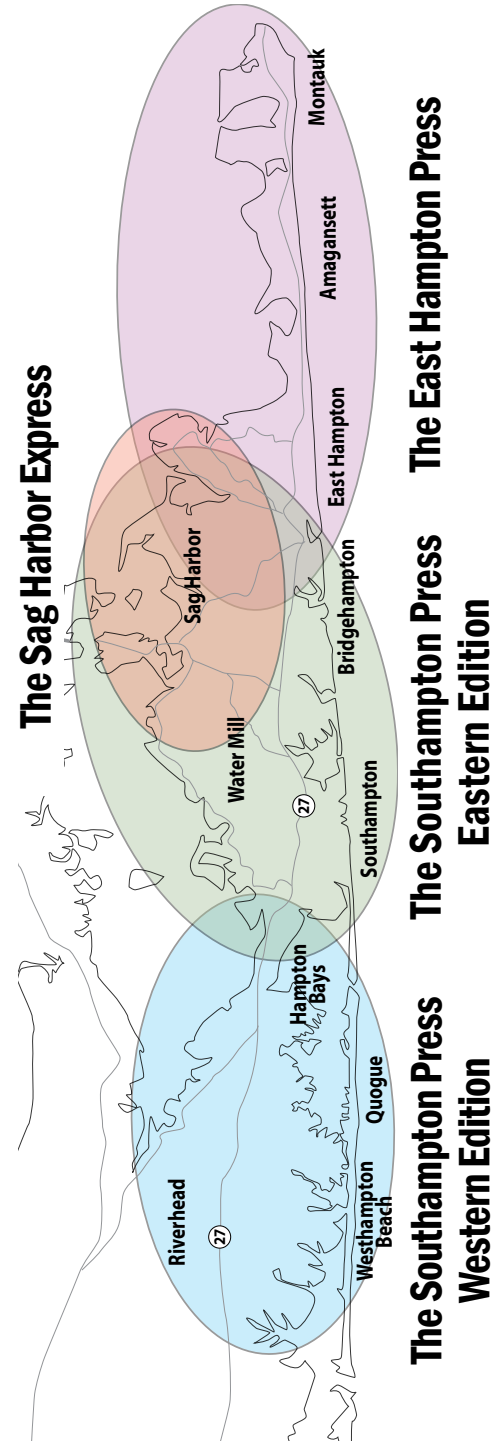 The Sag Harbor Express
Montauk
Amagansett
East Hampton
Sag Harbor
Bridgehampton
Water Mill
27
Southampton
Hampton
Bays
Quogue
Riverhead
27
Westhampton
Beach
The Southampton Press
Western Edition
The Southampton Press
Eastern Edition
The East Hampton Press